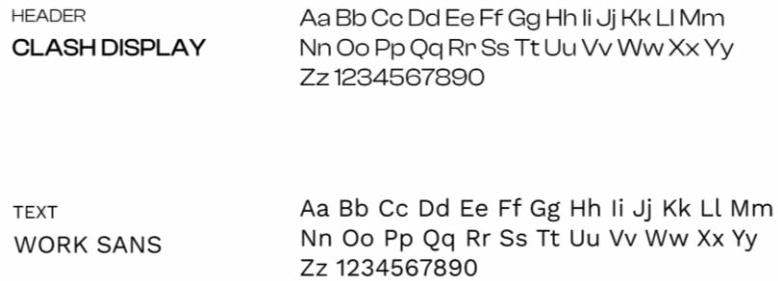 HEADER
CLASH DISPLAY
Aa Bb Cc Dd Ee Ff Gg Hh Ii Jj Kk Ll Mm
Nn Oo Pp Qq Rr Ss Tt Uu Vv Ww Xx Yy
Zz 1234567890
TEXT
WORK SANS
Aa Bb Cc Dd Ee Ff Gg Hh Ii Jj Kk Ll Mm
Nn Oo Pp Qq Rr Ss Tt Uu Vv Ww Xx Yy
Zz 1234567890